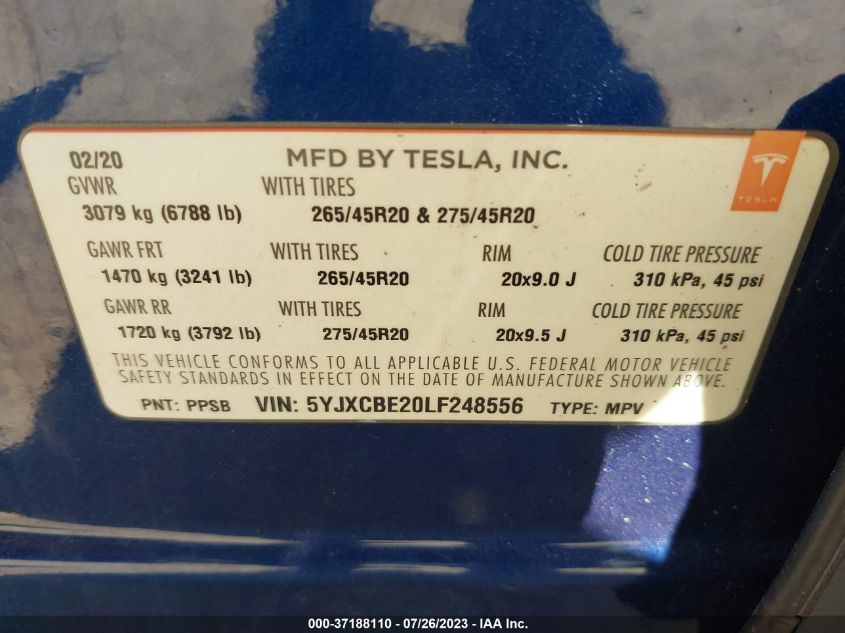 02/20 MFD BY TESLA, INC.
GVWR WITH TIRES
3079 kg (6788 lb) 265/45R20 & 275/45R20
TESLA
GAWR FRT WITH TIRES RIM COLD TIRE PRESSURE
1470 kg (3241 lb) 265/45R20 20x9.0 J 310 kPa, 45 psi
GAWR RR WITH TIRES RIM COLD TIRE PRESSURE
1720 kg (3792 lb) 275/45R20 20x9.5 J 310 kPa, 45 psi
THIS VEHICLE CONFORMS TO ALL APPLICABLE U.S. FEDERAL MOTOR VEHICLE
SAFETY STANDARDS IN EFFECT ON THE DATE OF MANUFACTURE SHOWN ABOVE.
PNT: PPSB VIN: 5YJXCBE20LF248556 TYPE: MPV
000-37188110 - 07/26/2023 - IAA Inc.